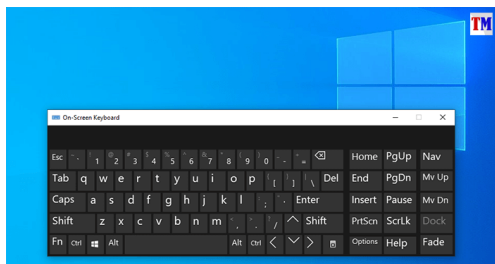 TM
On-Screen Keyboard
Esc ~ ` ! 1 @ 2 # 3 $ 4 % 5 ^ 6 & 7 * 8 ( 9 ) 0 _ - + = Home PgUp Nav
Tab q w e r t y u i o p { [ } ] | \ Del End PgDn Mv Up
Caps a s d f g h j k l : ; " ' Enter Insert Pause Mv Dn
Shift z x c v b n m < , > . ? / Shift PrtScn ScrLk Dock
Fn Ctrl Alt Alt Ctrl Options Help Fade